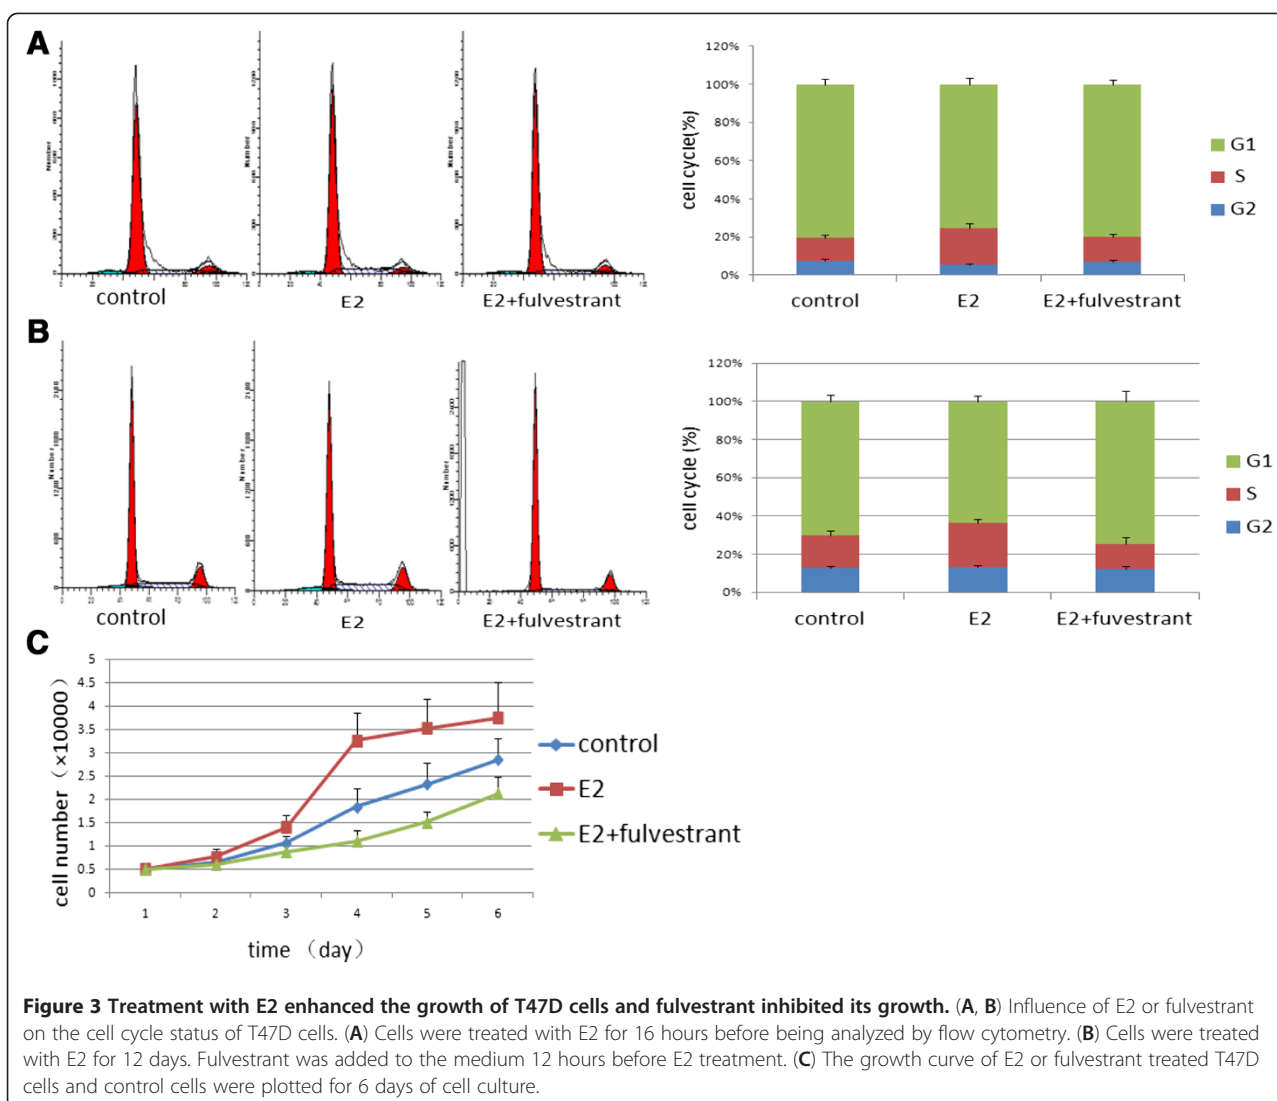 A
Number
control
Number
E2
Number
E2+fulvestrant
120%
100%
80%
60%
40%
20%
0%
cell cycle(%)
control
E2
E2+fulvestrant
G1
S
G2
B
Number
control
Number
E2
Number
E2+fulvestrant
120%
100%
80%
60%
40%
20%
0%
cell cycle (%)
control
E2
E2+fuvestrant
G1
S
G2
C
5
4.5
4
3.5
3
2.5
2
1.5
1
0.5
0
cell number（×10000）
1 2 3 4 5 6
time （day）
control
E2
E2+fulvestrant
Figure 3 Treatment with E2 enhanced the growth of T47D cells and fulvestrant inhibited its growth. (A, B) Influence of E2 or fulvestrant
on the cell cycle status of T47D cells. (A) Cells were treated with E2 for 16 hours before being analyzed by flow cytometry. (B) Cells were treated
with E2 for 12 days. Fulvestrant was added to the medium 12 hours before E2 treatment. (C) The growth curve of E2 or fulvestrant treated T47D
cells and control cells were plotted for 6 days of cell culture.